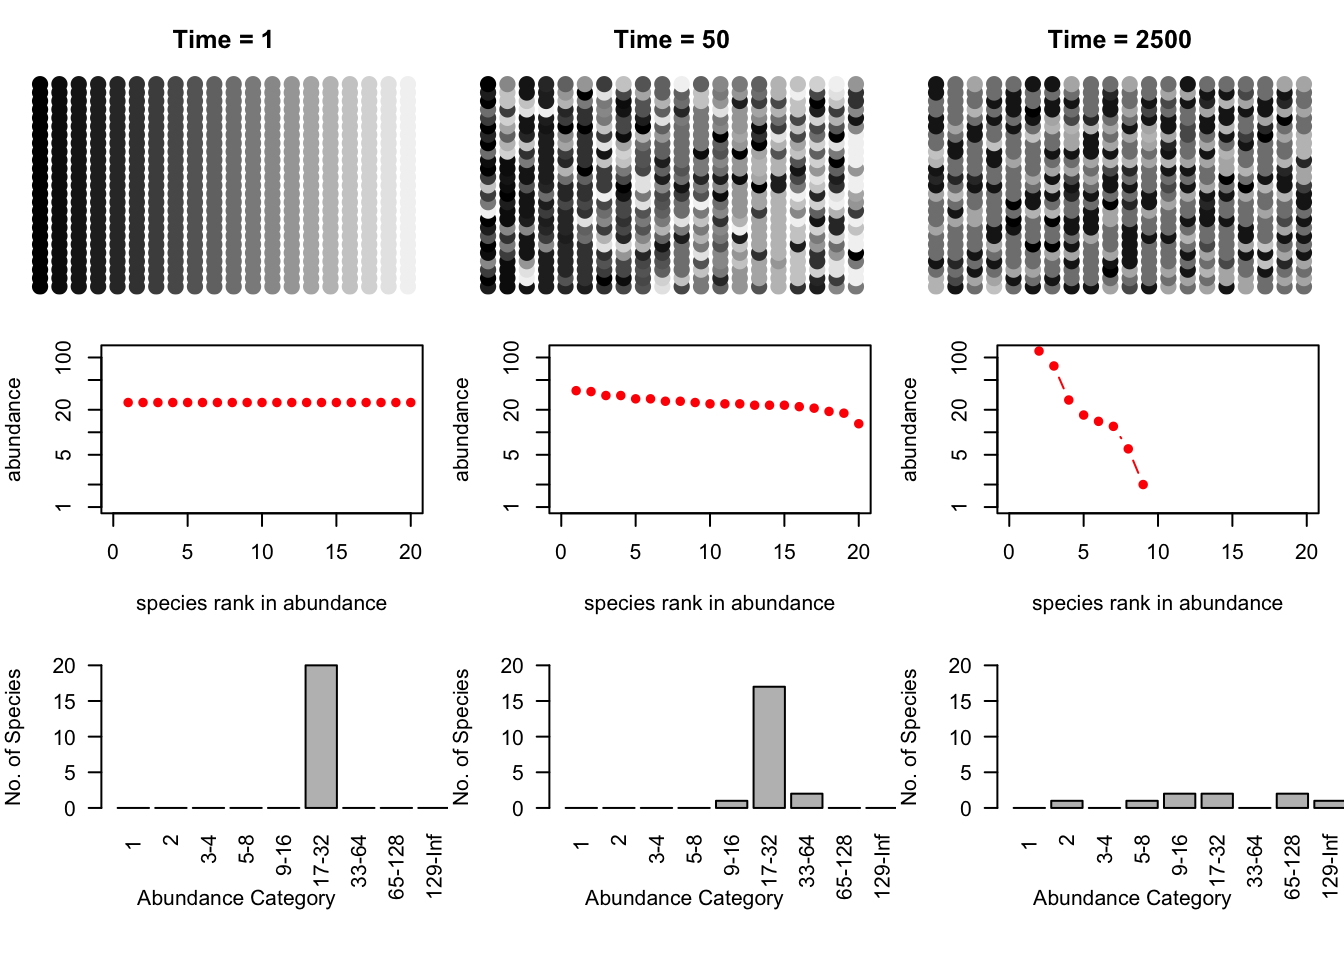 Time = 1
Time = 50
Time = 2500
abundance
100
20
5
1
0 5 10 15 20
species rank in abundance
abundance
100
20
5
1
0 5 10 15 20
species rank in abundance
abundance
100
20
5
1
0 5 10 15 20
species rank in abundance
No. of Species
20
15
10
5
0
1 2 3-4 5-8 9-16 17-32 33-64 65-128 129-Inf
Abundance Category
No. of Species
20
15
10
5
0
1 2 3-4 5-8 9-16 17-32 33-64 65-128 129-Inf
Abundance Category
No. of Species
20
15
10
5
0
1 2 3-4 5-8 9-16 17-32 33-64 65-128 129-Inf
Abundance Category